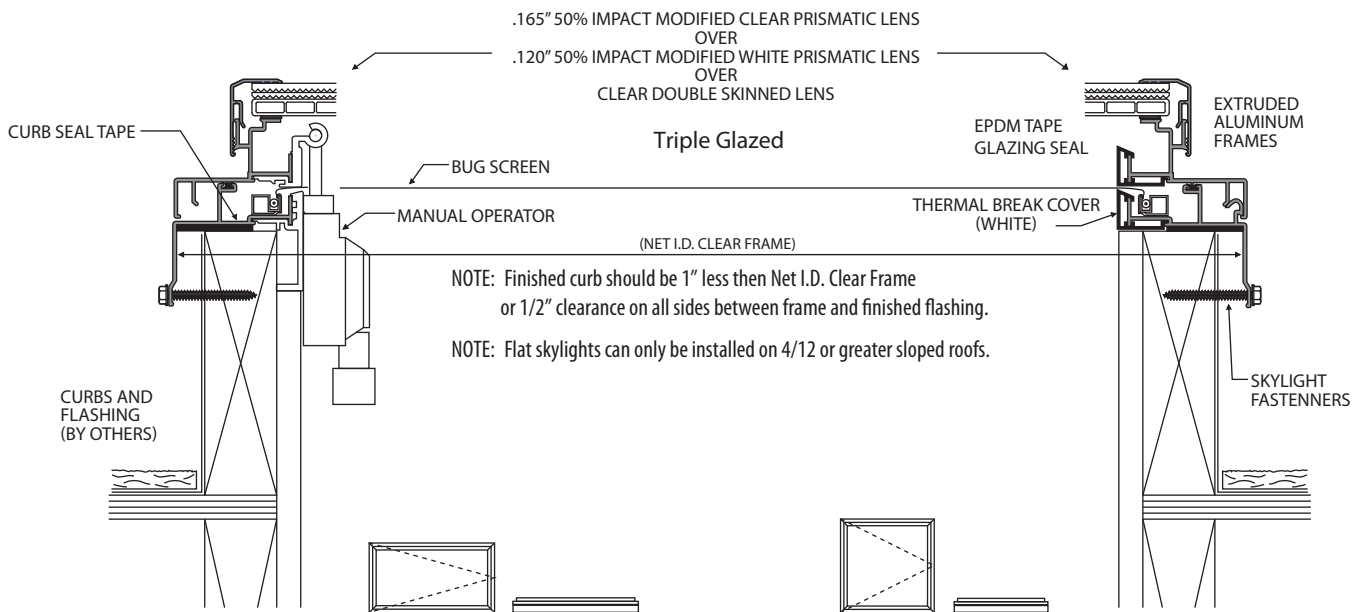 .165” 50% IMPACT MODIFIED CLEAR PRISMATIC LENS
OVER
.120” 50% IMPACT MODIFIED WHITE PRISMATIC LENS
OVER
CLEAR DOUBLE SKINNED LENS
Triple Glazed
CURB SEAL TAPE
BUG SCREEN
MANUAL OPERATOR
EPDM TAPE
GLAZING SEAL
EXTRUDED
ALUMINUM
FRAMES
THERMAL BREAK COVER
(WHITE)
(NET I.D. CLEAR FRAME)
NOTE: Finished curb should be 1” less then Net I.D. Clear Frame
or 1/2” clearance on all sides between frame and finished flashing.
NOTE: Flat skylights can only be installed on 4/12 or greater sloped roofs.
CURBS AND
FLASHING
(BY OTHERS)
SKYLIGHT
FASTENNERS